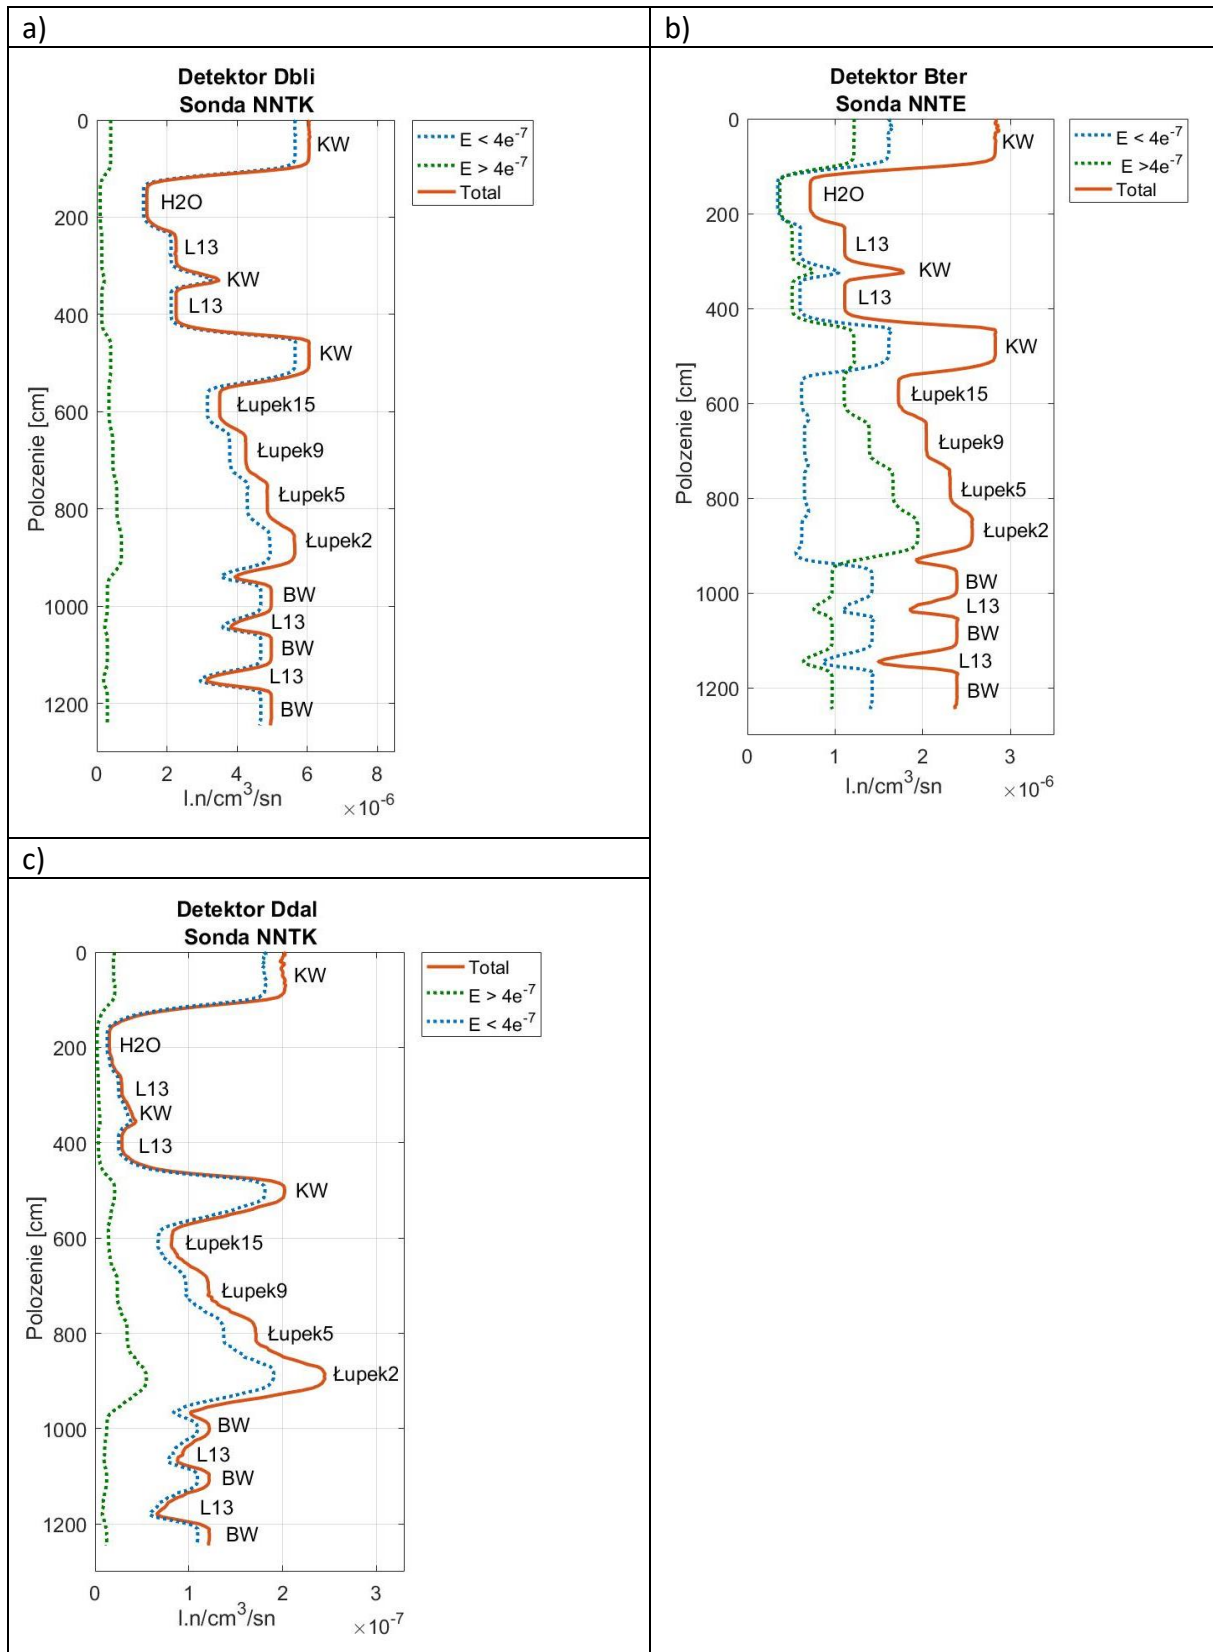 a)
Detektor Dbli
Sonda NNTK
E < 4e⁻⁷
E > 4e⁻⁷
Total
0
200
400
600
800
1000
1200
Polozenie [cm]
KW
H2O
L13
KW
L13
KW
Łupek15
Łupek9
Łupek5
Łupek2
BW
L13
BW
L13
BW
0 2 4 6 8
l.n/cm³/sn
×10⁻⁶
b)
Detektor Bter
Sonda NNTE
E < 4e⁻⁷
E >4e⁻⁷
Total
0
200
400
600
800
1000
1200
Polozenie [cm]
KW
H2O
L13
KW
L13
KW
Łupek15
Łupek9
Łupek5
Łupek2
BW
L13
BW
L13
BW
0 1 2 3
l.n/cm³/sn
×10⁻⁶
c)
Detektor Ddal
Sonda NNTK
Total
E > 4e⁻⁷
E < 4e⁻⁷
0
200
400
600
800
1000
1200
Polozenie [cm]
KW
H2O
L13
KW
L13
KW
Łupek15
Łupek9
Łupek5
Łupek2
BW
L13
BW
L13
BW
0 1 2 3
l.n/cm³/sn
×10⁻⁷